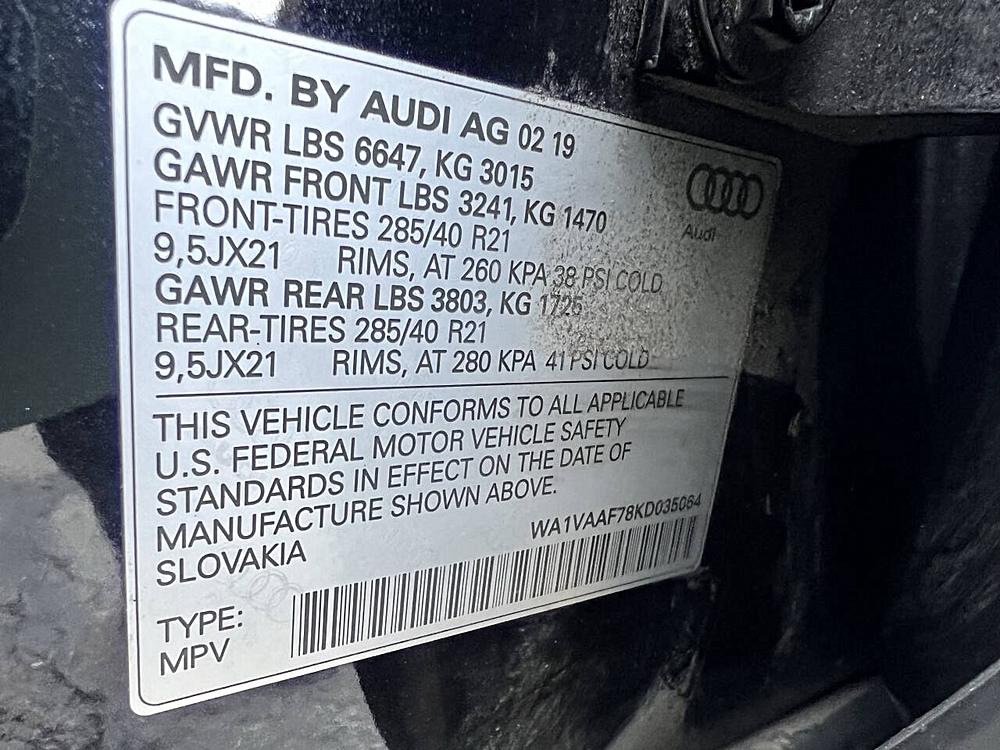 MFD. BY AUDI AG 02 19
GVWR LBS 6647, KG 3015
GAWR FRONT LBS 3241, KG 1470
FRONT-TIRES 285/40 R21
9,5JX21 RIMS, AT 260 KPA 38 PSI COLD
GAWR REAR LBS 3803, KG 1725
REAR-TIRES 285/40 R21
9,5JX21 RIMS, AT 280 KPA 41 PSI COLD
Audi
THIS VEHICLE CONFORMS TO ALL APPLICABLE
U.S. FEDERAL MOTOR VEHICLE SAFETY
STANDARDS IN EFFECT ON THE DATE OF
MANUFACTURE SHOWN ABOVE.
SLOVAKIA
WA1VAAF78KD035064
TYPE:
MPV